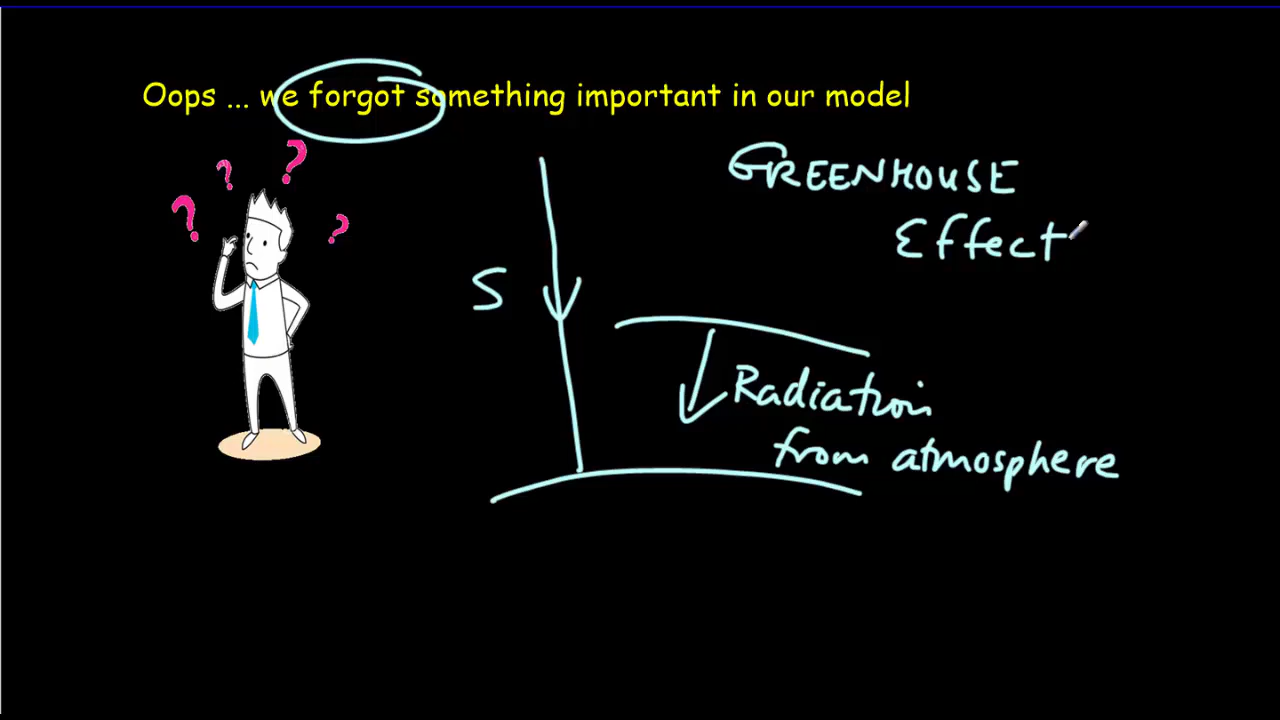 Oops ... we forgot something important in our model
? ? ? ?
GREENHOUSE
Effect
S
Radiation
from atmosphere